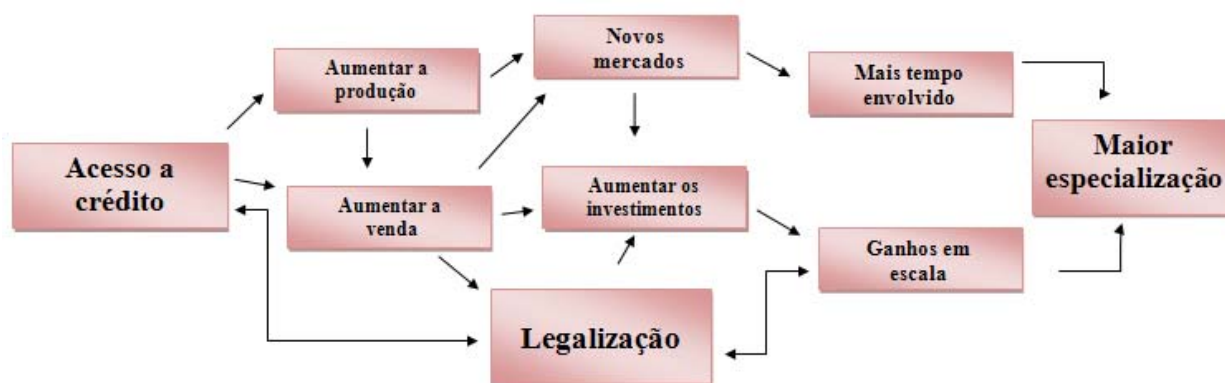 Aumentar a
produção
Novos
mercados
Mais tempo
envolvido
Acesso a
crédito
Aumentar a
venda
Aumentar os
investimentos
Maior
especialização
Ganhos em
escala
Legalização